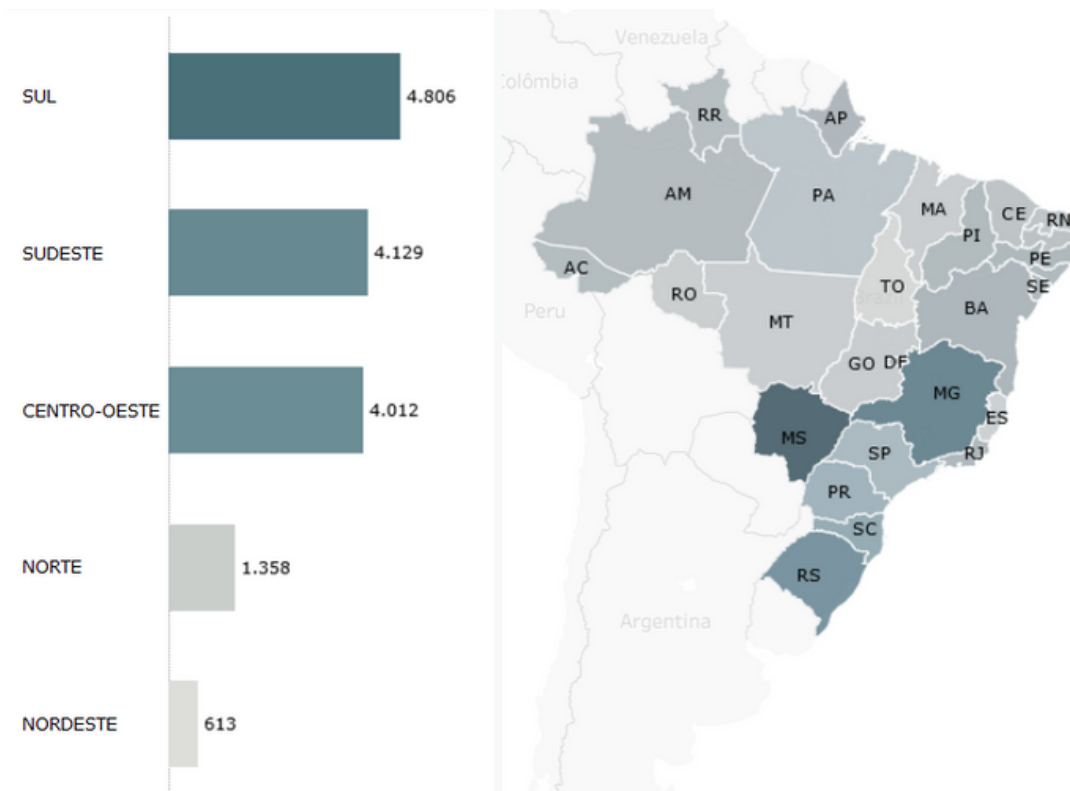 SUL
4.806
SUDESTE
4.129
CENTRO-OESTE
4.012
NORTE
1.358
NORDESTE
613
Venezuela
olômbia
RR
AP
AM
PA
MA
CE
RN
PI
PE
AC
SE
TO
RO
Brazil
BA
Peru
MT
GO
DF
MG
ES
MS
SP
RJ
PR
SC
RS
Argentina